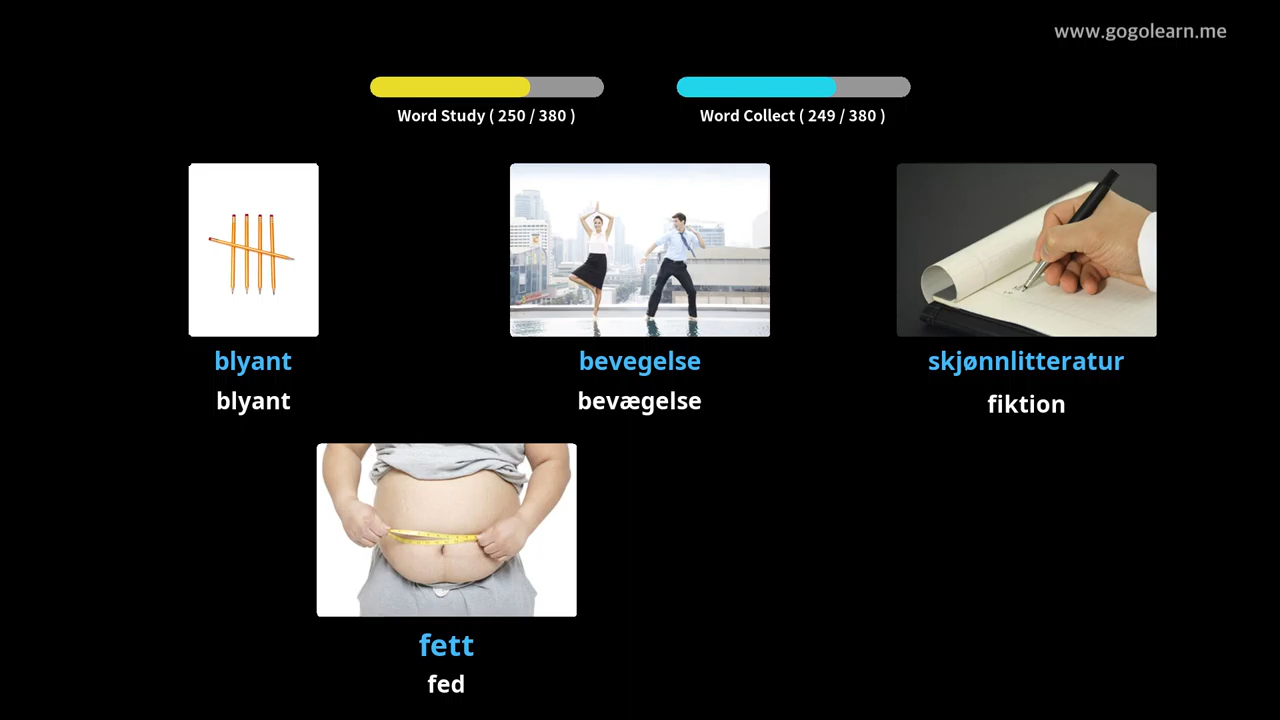 www.gogolearn.me
Word Study ( 250 / 380 )
Word Collect ( 249 / 380 )
blyant
bevegelse
skjønnlitteratur
blyant
bevægelse
fiktion
fett
fed